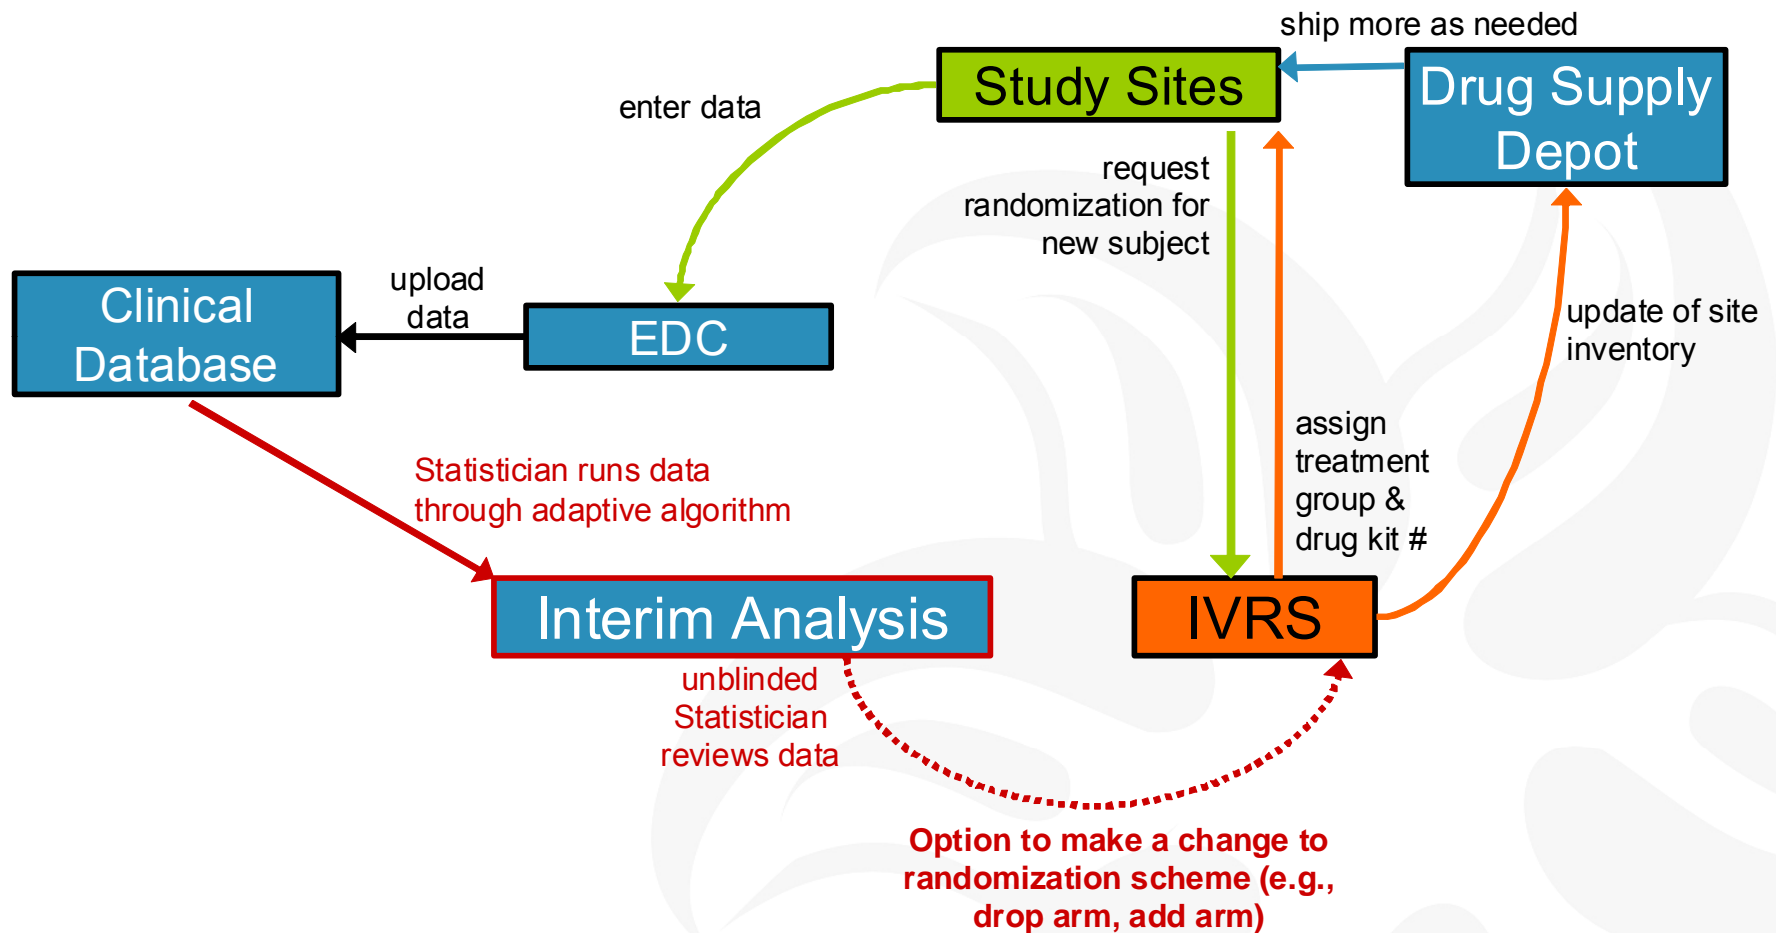 ship more as needed
Study Sites
Drug Supply
Depot
enter data
request
randomization for
new subject
Clinical
Database
upload
data
EDC
update of site
inventory
assign
treatment
group &
drug kit #
Statistician runs data
through adaptive algorithm
Interim Analysis
IVRS
unblinded
Statistician
reviews data
Option to make a change to
randomization scheme (e.g.,
drop arm, add arm)